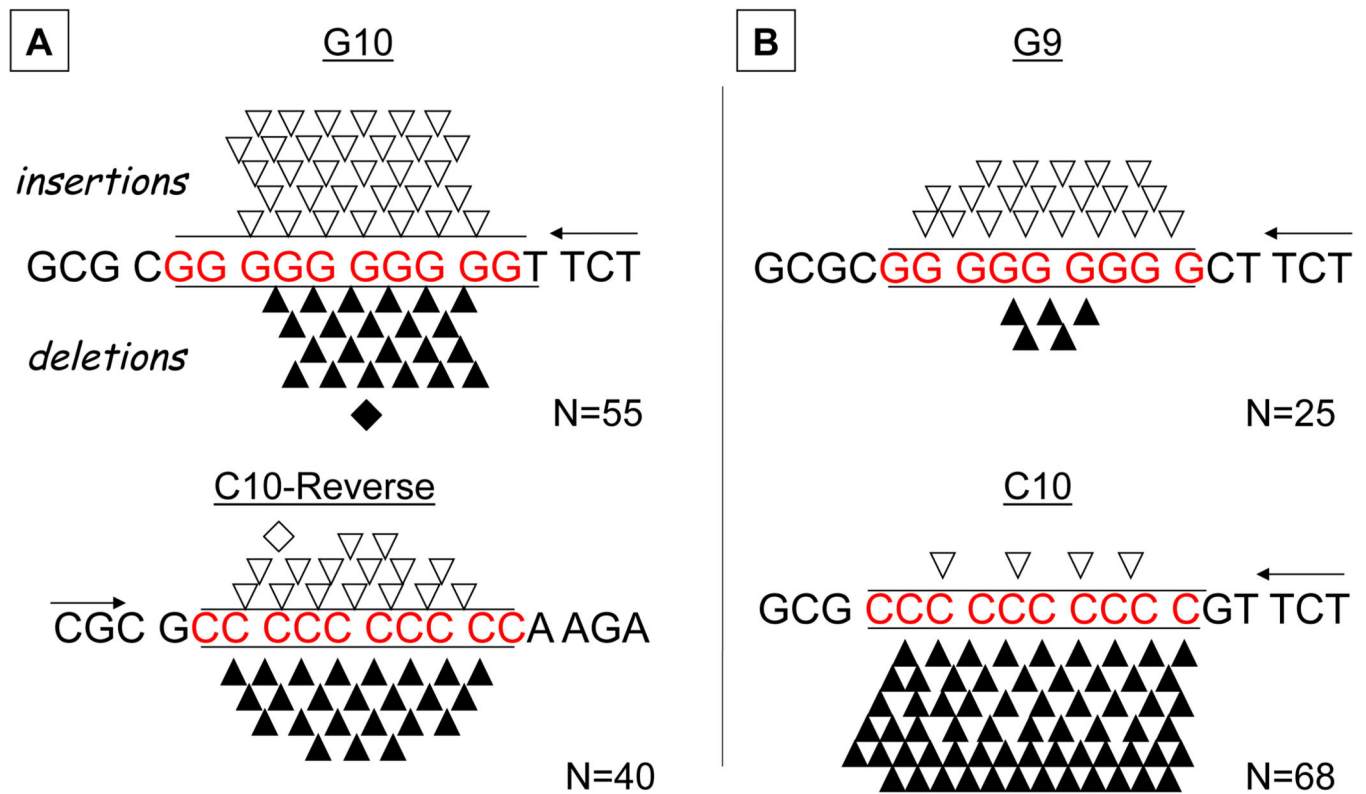 A
G10
insertions
GCG CGG GGG GGG GGT TCT
deletions
N=55
C10-Reverse
CGC GCC CCC CCC CCA AGA
N=40
B
G9
GCGCGG GGG GGG GCT TCT
N=25
C10
GCG CCC CCC CCC CGT TCT
N=68